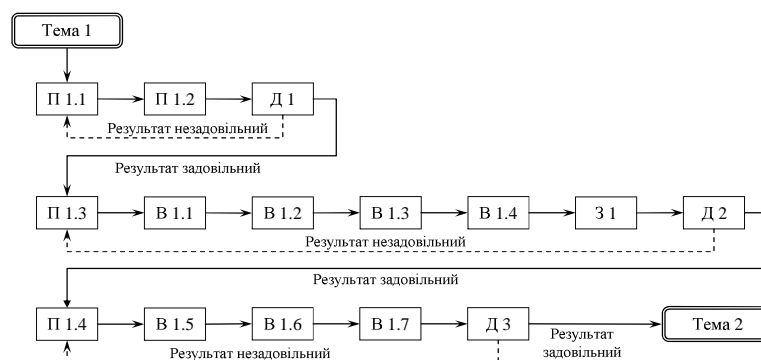 Тема 1
П 1.1 П 1.2 Д 1
Результат незадовільний
Результат задовільний
П 1.3 В 1.1 В 1.2 В 1.3 В 1.4 З 1 Д 2
Результат незадовільний
Результат задовільний
П 1.4 В 1.5 В 1.6 В 1.7 Д 3 Тема 2
Результат
задовільний
Результат незадовільний